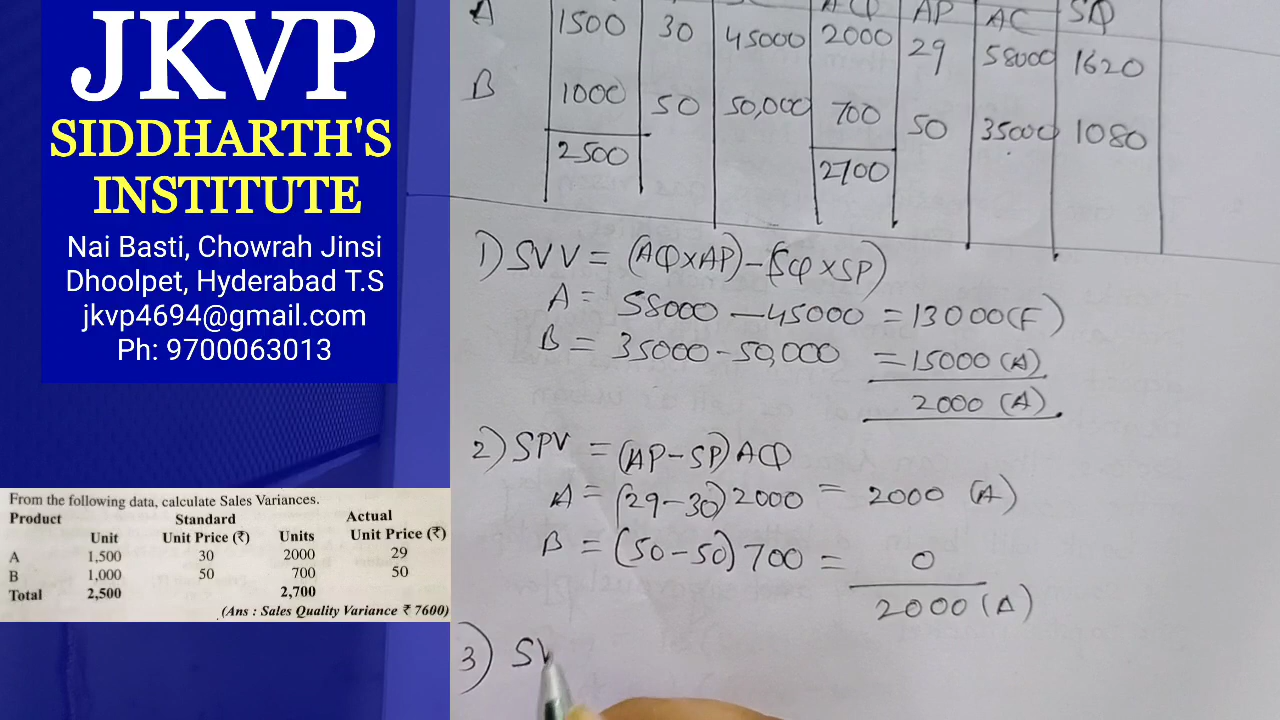 JKVP
SIDDHARTH'S
INSTITUTE
Nai Basti, Chowrah Jinsi
Dhoolpet, Hyderabad T.S
jkvp4694@gmail.com
Ph: 9700063013
From the following data, calculate Sales Variances.
Product Standard Actual
Unit Unit Price (₹) Units Unit Price (₹)
A 1,500 30 2000 29
B 1,000 50 700 50
Total 2,500 2,700
(Ans : Sales Quality Variance ₹ 7600)
ACQ AP AC SQ
A 1500 30 45000 2000 29 58000 1620
B 1000 50 50,000 700 50 35000 1080
2500 2700
1) SVV = (AQ×AP)-(SQ×SP)
A = 58000 - 45000 = 13000(F)
B = 35000 - 50,000 = 15000 (A)
2000 (A)
2) SPV = (AP-SP) AQ
A = (29-30) 2000 = 2000 (A)
B = (50-50) 700 = 0
2000 (A)
3) SV